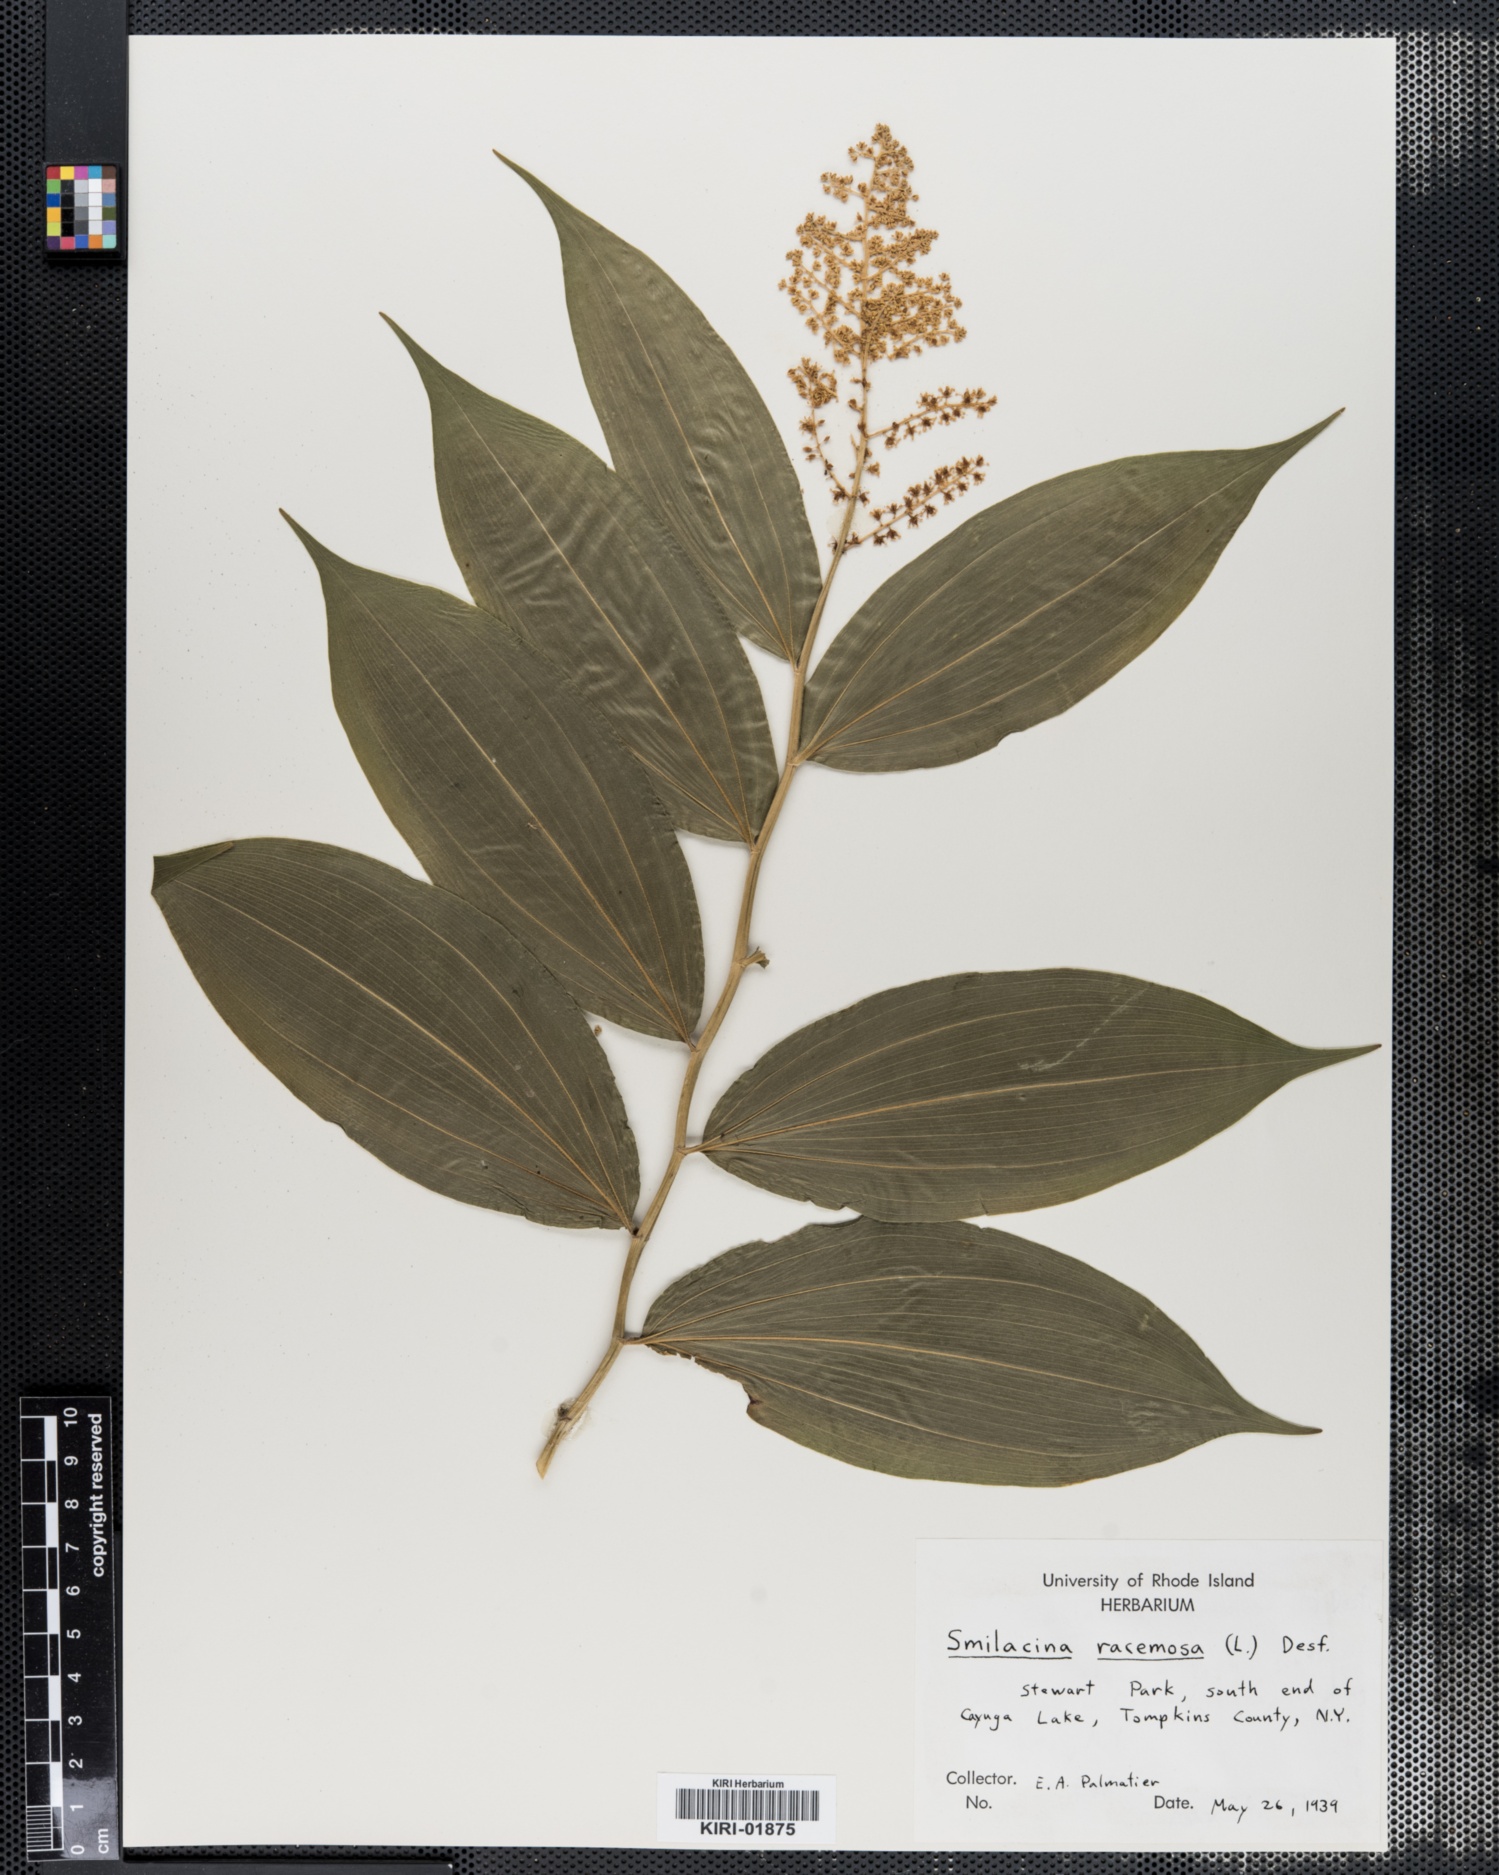 University of Rhode Island
HERBARIUM
Smilacina racemosa (L.) Desf.
Stewart Park, south end of
Cayuga Lake, Tompkins County, N.Y.
Collector. E. A. Palmatier
No.
Date. May 26, 1939
KIRI Herbarium
KIRI-01875
copyright reserved
10
9
8
7
6
5
4
3
2
1
0
cm